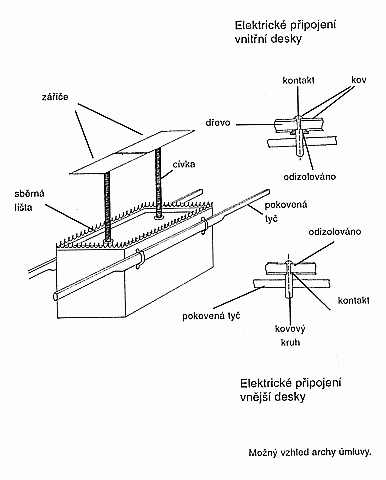 Elektrické připojení
vnitřní desky
kontakt
kov
zářiče
dřevo
cívka
odizolováno
sběrná
lišta
pokovená
tyč
odizolováno
kontakt
pokovená tyč
kovový
kruh
Elektrické připojení
vnější desky
Možný vzhled archy úmluvy.